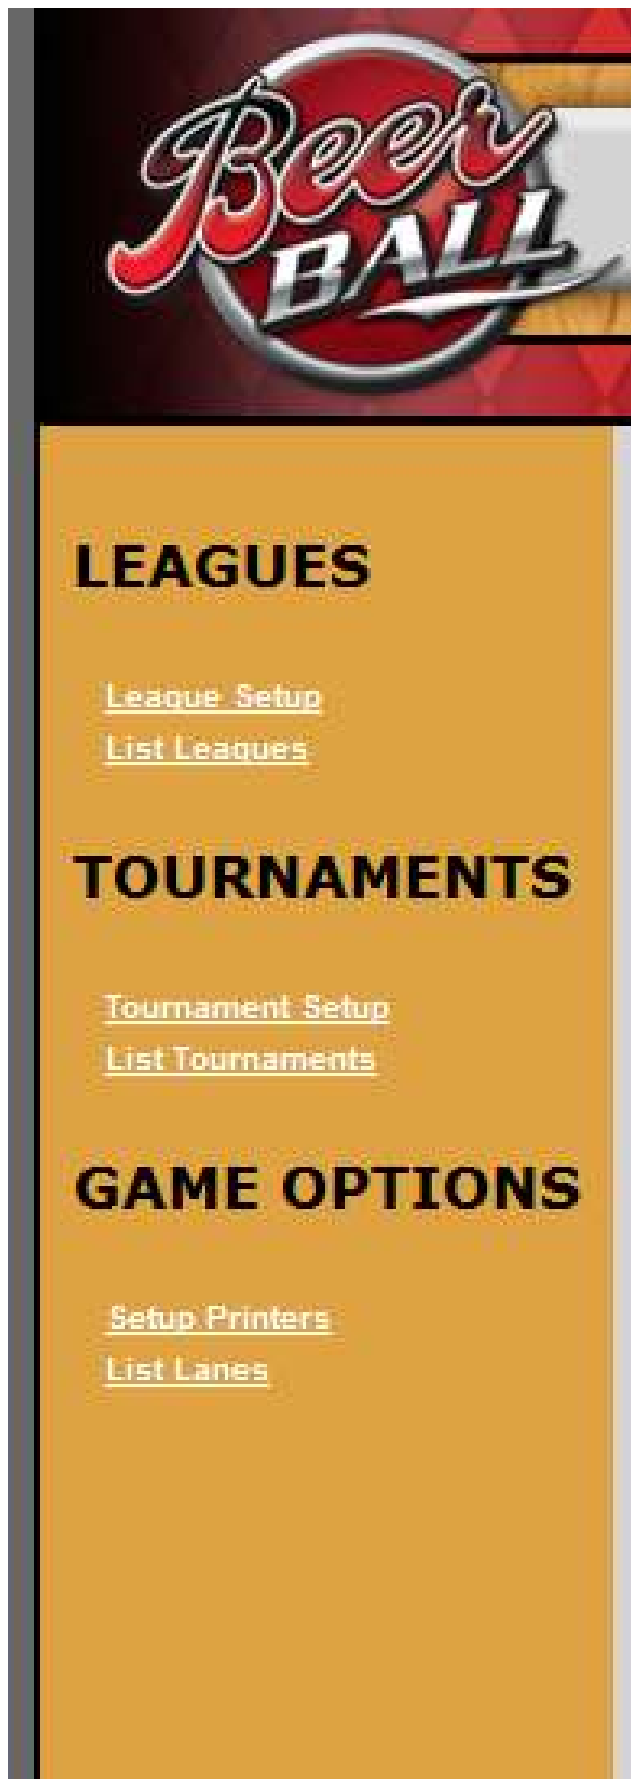 Beer
BALL
LEAGUES
League Setup
List Leagues
TOURNAMENTS
Tournament Setup
List Tournaments
GAME OPTIONS
Setup Printers
List Lanes